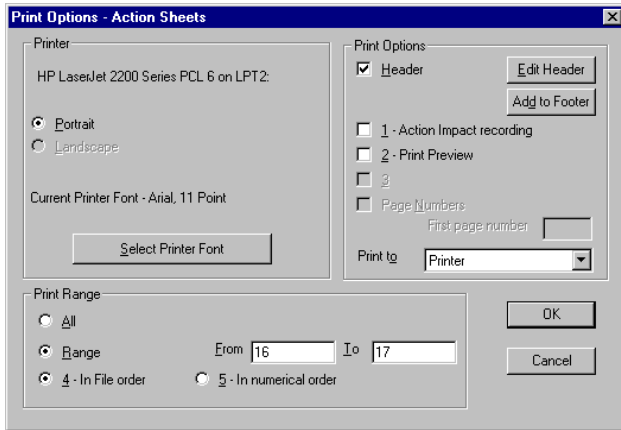 Print Options - Action Sheets
Printer
HP LaserJet 2200 Series PCL 6 on LPT2:
Portrait
Landscape
Current Printer Font - Arial, 11 Point
Select Printer Font
Print Options
Header
Edit Header
Add to Footer
1 - Action Impact recording
2 - Print Preview
3
Page Numbers
First page number
Print to Printer
Print Range
All
Range From 16 To 17
4 - In File order 5 - In numerical order
OK
Cancel